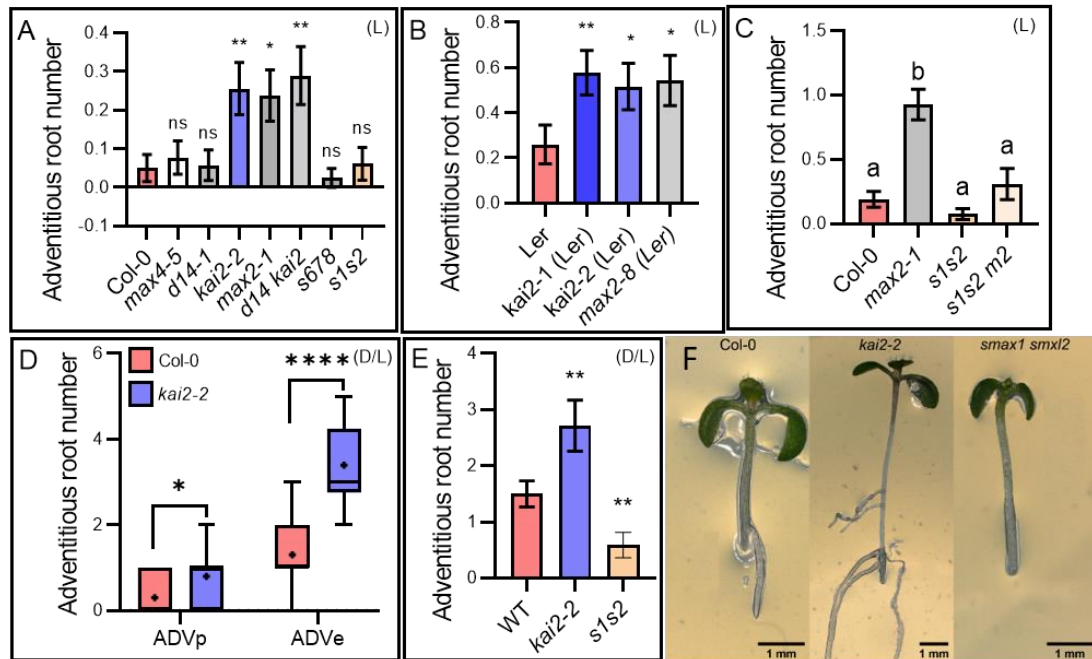 A
(L)
Adventitious root number
0.4
0.3
0.2
0.1
0.0
-0.1
**
*
**
ns
ns
ns
ns
Col-0
max4-5
d14-1
kai2-2
max2-1
d14 kai2
s678
s1s2
B
(L)
Adventitious root number
0.8
0.6
0.4
0.2
0.0
**
*
*
Ler
kai2-1 (Ler)
kai2-2 (Ler)
max2-8 (Ler)
C
(L)
Adventitious root number
1.5
1.0
0.5
0.0
a
b
a
a
Col-0
max2-1
s1s2
s1s2 m2
D
(D/L)
Adventitious root number
6
4
2
0
Col-0
kai2-2
*
****
ADVp
ADVe
E
(D/L)
Adventitious root number
4
3
2
1
0
**
**
WT
kai2-2
s1s2
F
Col-0
kai2-2
smax1 smxl2
1 mm
1 mm
1 mm